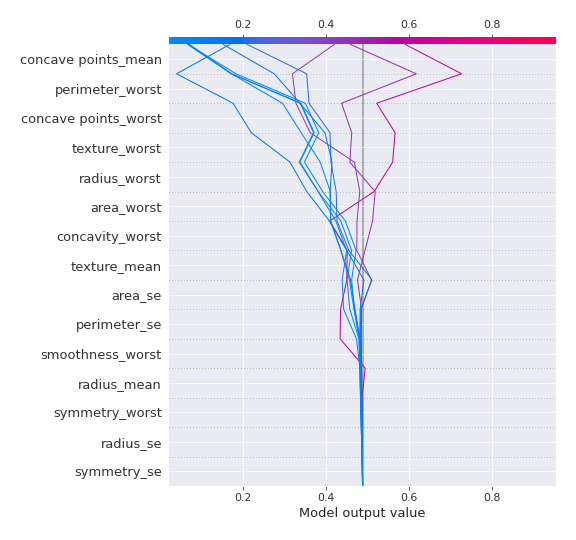 0.2 0.4 0.6 0.8
concave points_mean
perimeter_worst
concave points_worst
texture_worst
radius_worst
area_worst
concavity_worst
texture_mean
area_se
perimeter_se
smoothness_worst
radius_mean
symmetry_worst
radius_se
symmetry_se
0.2 0.4 0.6 0.8
Model output value